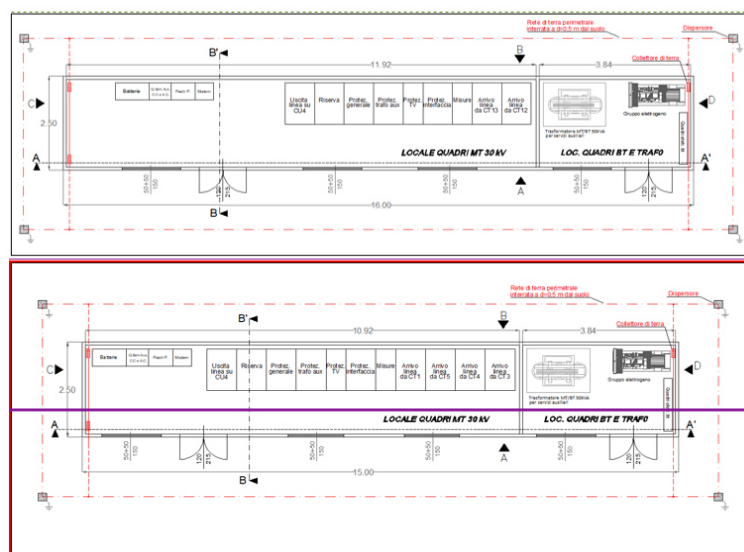 Rete di terra perimetrale
interrata a d=0,5 m dal suolo
Dispersore
B'
B
11.92
3.84
Collettore di terra
Batterie
Raddr P.
Modem
Uscita
linea su
CU4
Riserva
Protez.
generale
Protez.
trafo aux
Protez.
TV
Protez.
interfaccia
Misure
Arrivo
linea
da CT13
Arrivo
linea
da CT12
Trasformatore MT/BT 50kVA
per servizi ausiliari
Gruppo elettrogeno
C
D
2.50
LOCALE QUADRI MT 30 kV
LOC. QUADRI BT E TRAFO
A
A'
50+50
150
120
215
50+50
150
50+50
150
A
50+50
150
120
215
B
16.00
Rete di terra perimetrale
interrata a d=0,5 m dal suolo
Dispersore
B'
B
10.92
3.84
Collettore di terra
Batterie
Raddr P.
Modem
Uscita
linea su
CU4
Riserva
Protez.
generale
Protez.
trafo aux
Protez.
TV
Protez.
interfaccia
Misure
Arrivo
linea
da CT1
Arrivo
linea
da CT5
Arrivo
linea
da CT4
Arrivo
linea
da CT3
Trasformatore MT/BT 50kVA
per servizi ausiliari
Gruppo elettrogeno
C
D
2.50
LOCALE QUADRI MT 30 kV
LOC. QUADRI BT E TRAFO
A
A'
50+50
150
120
215
50+50
150
50+50
150
A
50+50
150
120
215
15.00
B